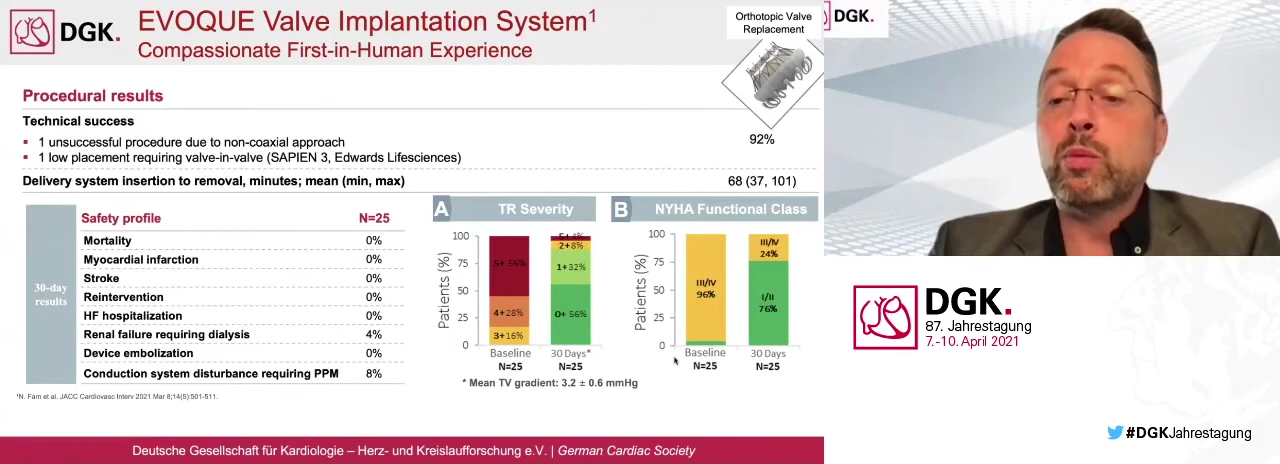 DGK.
EVOQUE Valve Implantation System1
Compassionate First-in-Human Experience
Orthotopic Valve
Replacement
DGK.
Procedural results
Technical success
▪ 1 unsuccessful procedure due to non-coaxial approach
▪ 1 low placement requiring valve-in-valve (SAPIEN 3, Edwards Lifesciences)
92%
Delivery system insertion to removal, minutes; mean (min, max) 68 (37, 101)
30-day
results
Safety profile N=25
Mortality 0%
Myocardial infarction 0%
Stroke 0%
Reintervention 0%
HF hospitalization 0%
Renal failure requiring dialysis 4%
Device embolization 0%
Conduction system disturbance requiring PPM 8%
A TR Severity
Patients (%)
100
75
50
25
0
5+ 56%
4+28%
3+16%
5+ 4%
2+8%
1+32%
0+ 56%
Baseline
N=25
30 Days*
N=25
* Mean TV gradient: 3.2 ± 0.6 mmHg
B NYHA Functional Class
Patients (%)
100
75
50
25
0
III/IV
96%
III/IV
24%
I/II
76%
Baseline
N=25
30 Days
N=25
1N. Fam et al. JACC Cardiovasc Interv 2021 Mar 8;14(5):501-511.
Deutsche Gesellschaft für Kardiologie – Herz- und Kreislaufforschung e.V. | German Cardiac Society
DGK.
87. Jahrestagung
7.-10. April 2021
#DGKJahrestagung